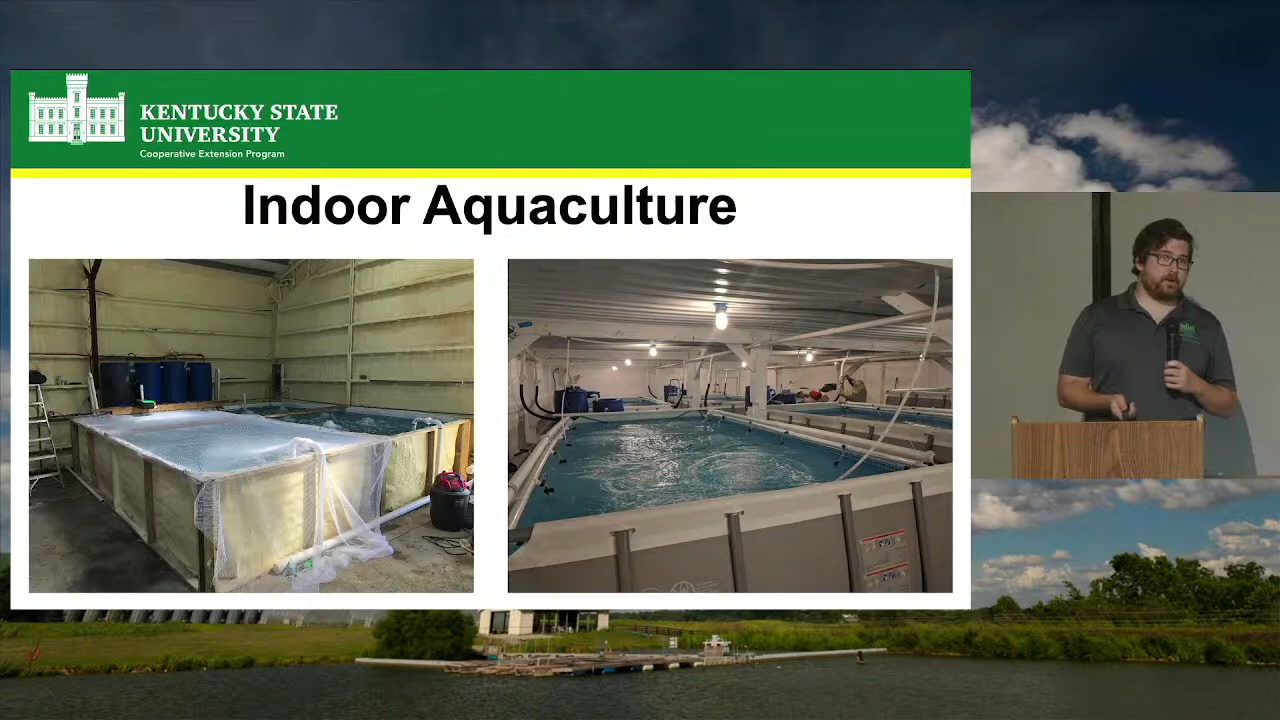 KENTUCKY STATE
UNIVERSITY
Cooperative Extension Program
Indoor Aquaculture